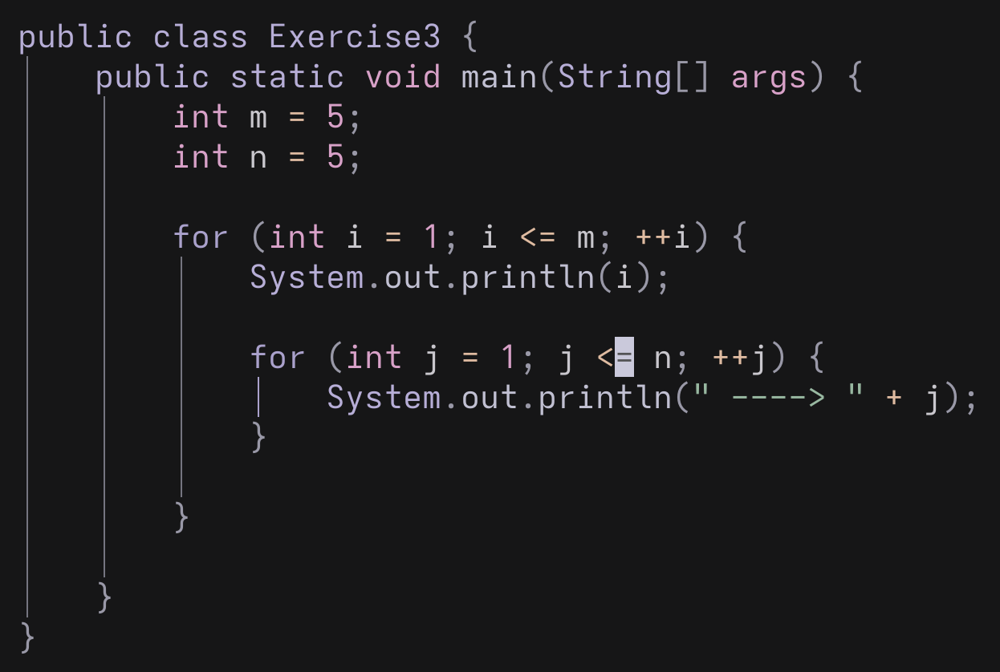 public class Exercise3 {
    public static void main(String[] args) {
        int m = 5;
        int n = 5;

        for (int i = 1; i <= m; ++i) {
            System.out.println(i);

            for (int j = 1; j <= n; ++j) {
                System.out.println(" ----> " + j);
            }

        }

    }
}